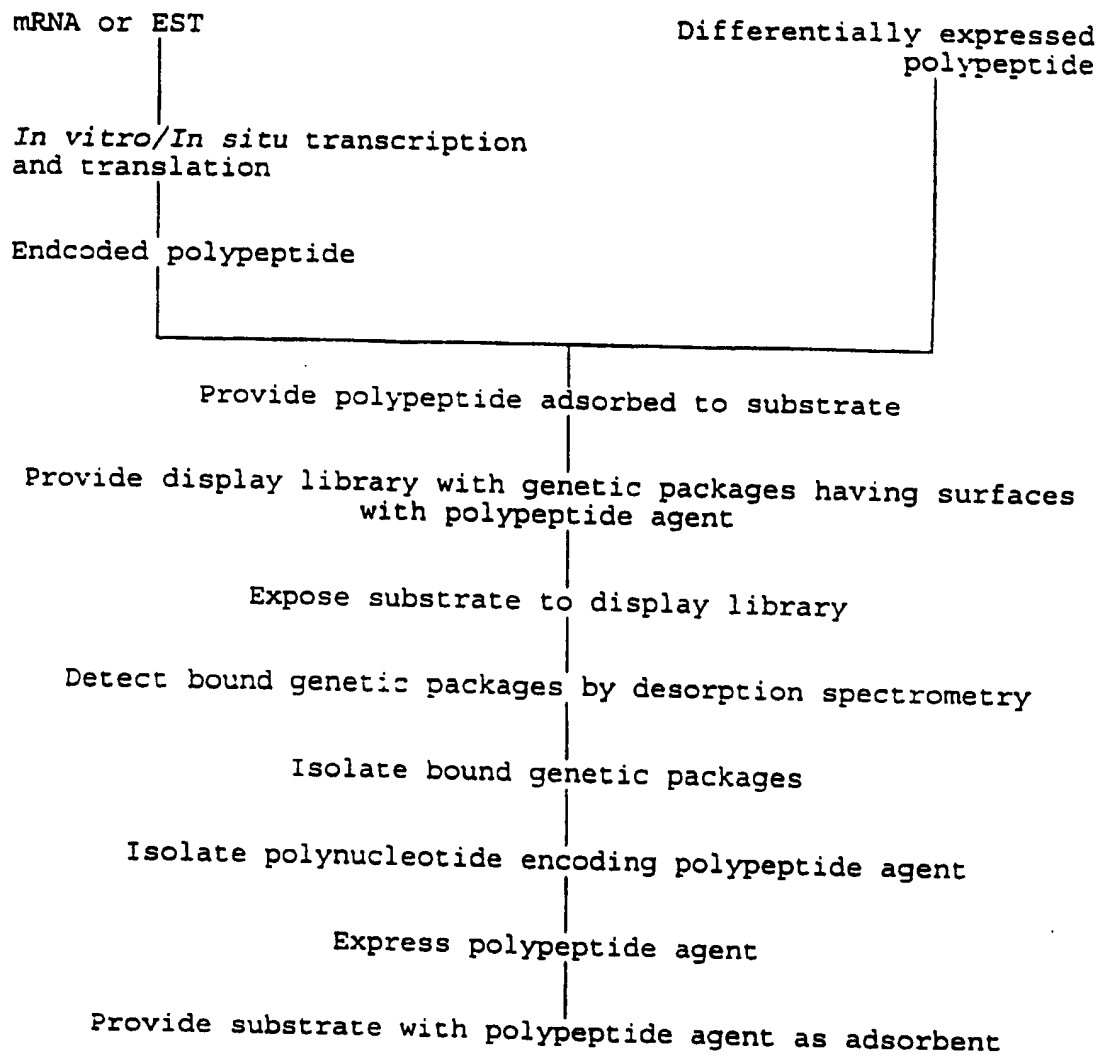 mRNA or EST
Differentially expressed
polypeptide
In vitro/In situ transcription
and translation
Endcoded polypeptide
Provide polypeptide adsorbed to substrate
Provide display library with genetic packages having surfaces
with polypeptide agent
Expose substrate to display library
Detect bound genetic packages by desorption spectrometry
Isolate bound genetic packages
Isolate polynucleotide encoding polypeptide agent
Express polypeptide agent
Provide substrate with polypeptide agent as adsorbent